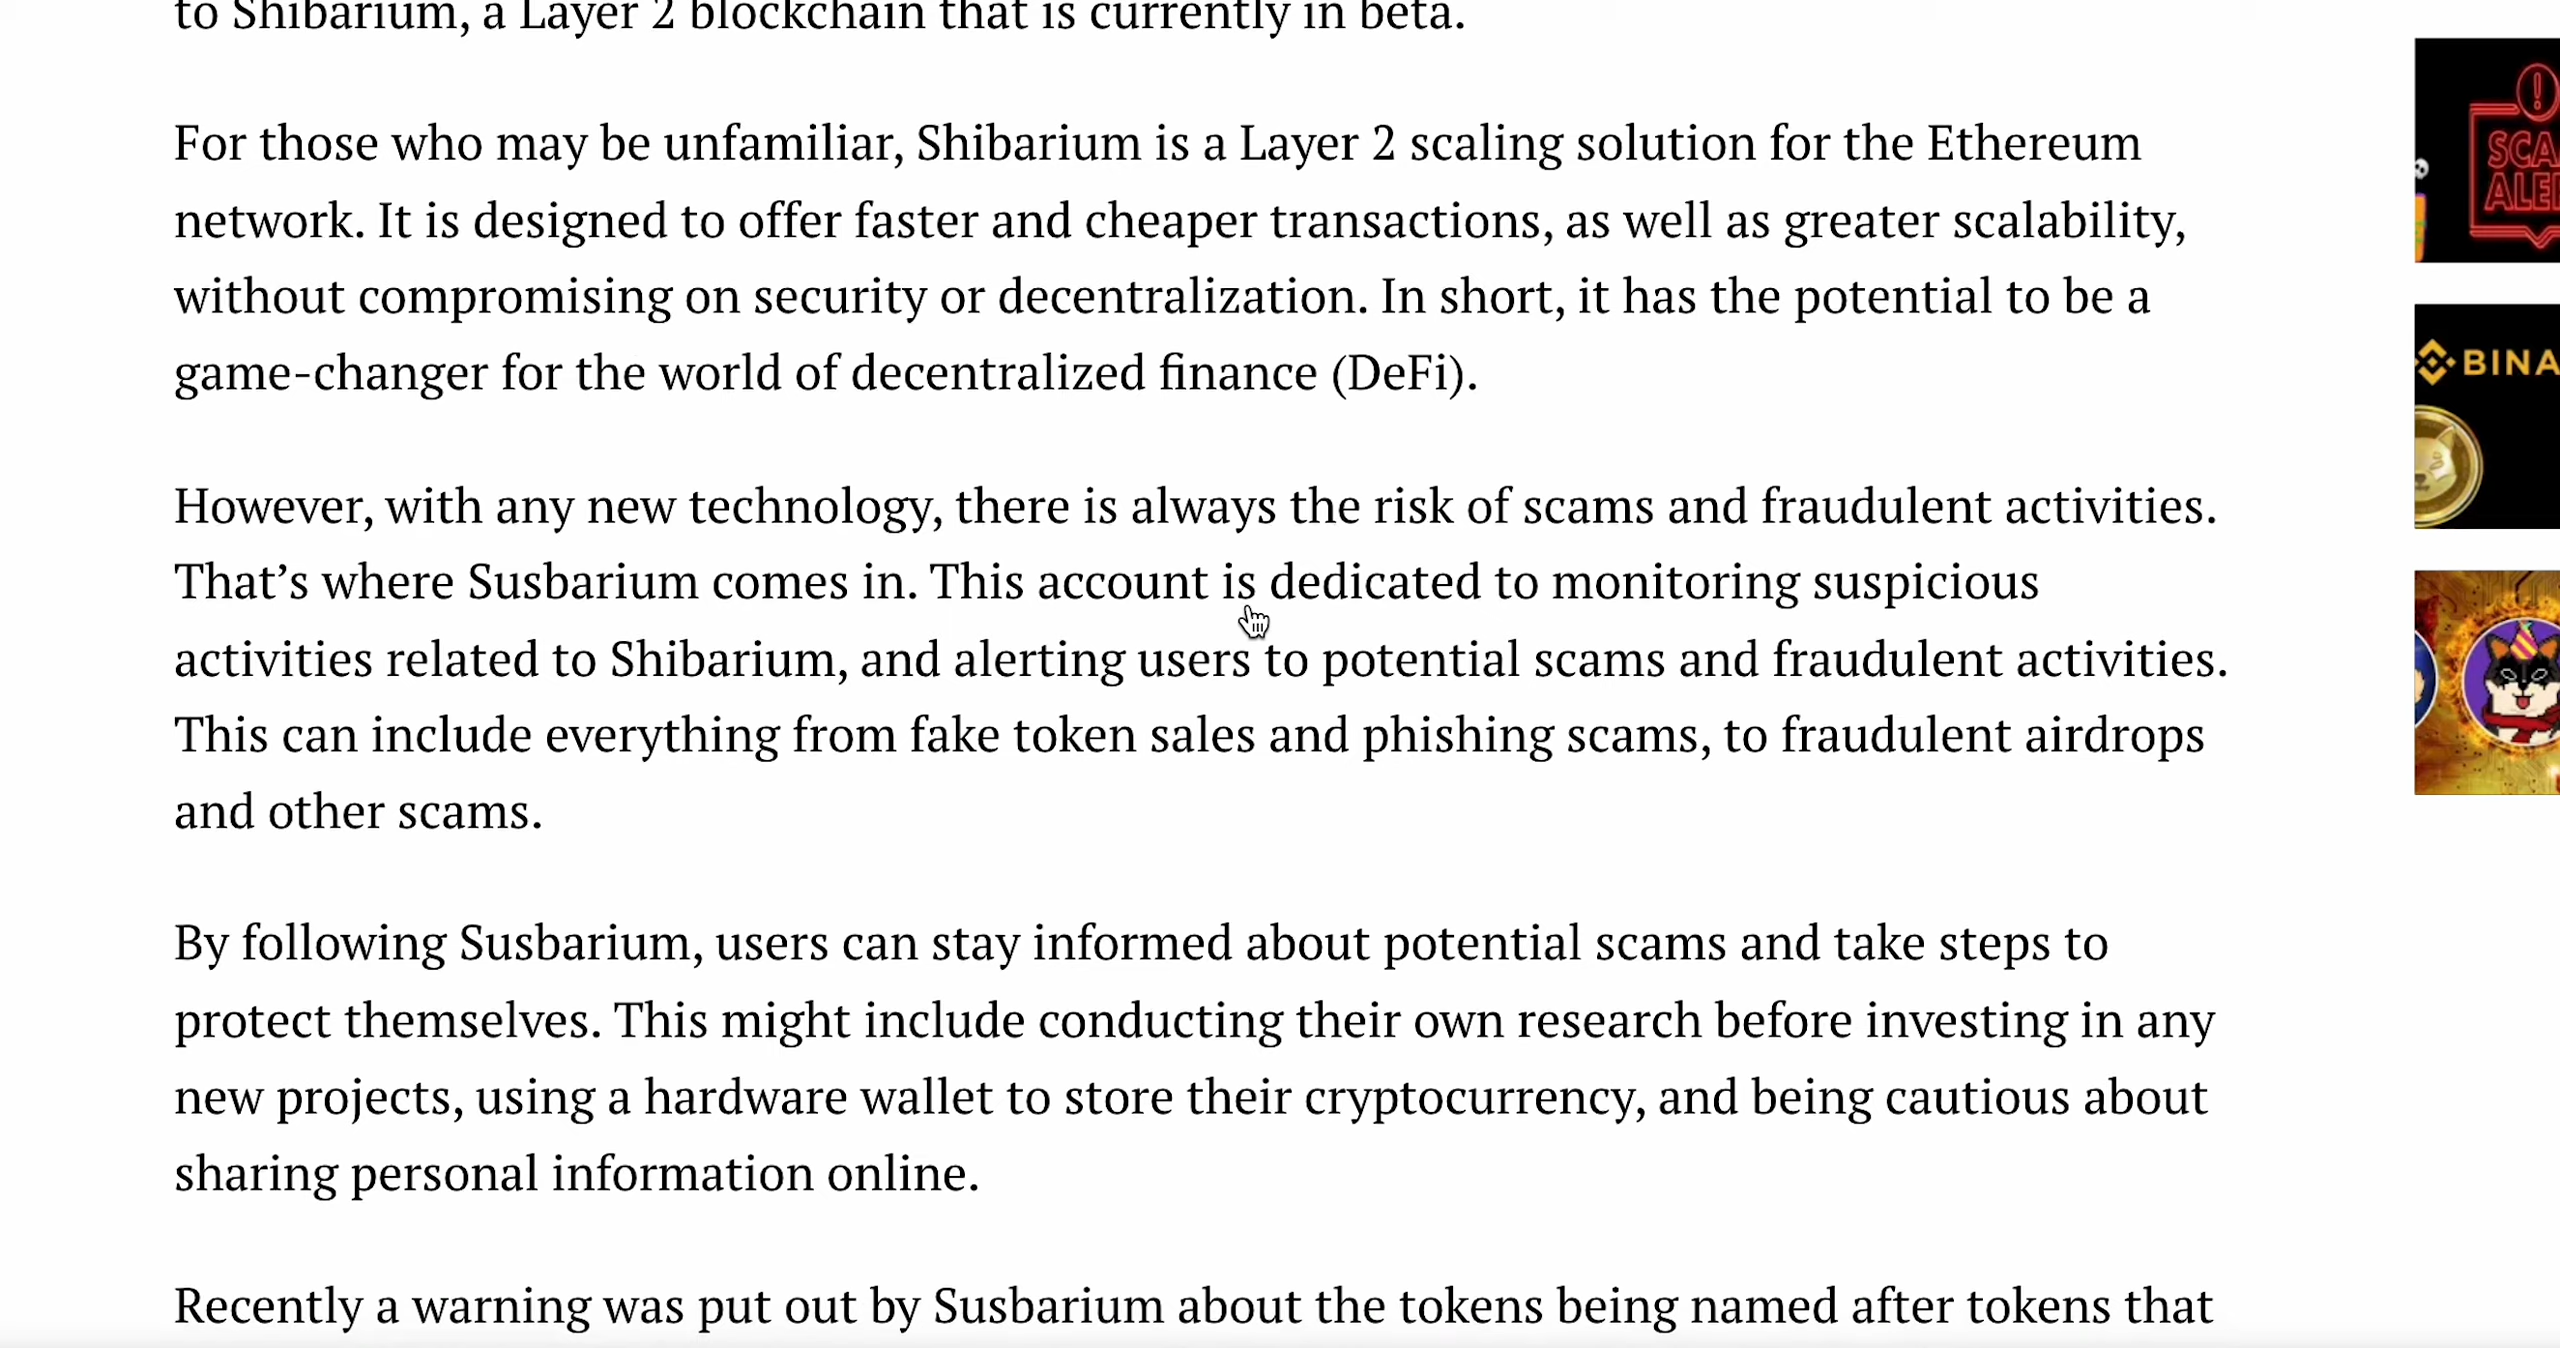 to Shibarium, a Layer 2 blockchain that is currently in beta.
For those who may be unfamiliar, Shibarium is a Layer 2 scaling solution for the Ethereum
network. It is designed to offer faster and cheaper transactions, as well as greater scalability,
without compromising on security or decentralization. In short, it has the potential to be a
game-changer for the world of decentralized finance (DeFi).
However, with any new technology, there is always the risk of scams and fraudulent activities.
That’s where Susbarium comes in. This account is dedicated to monitoring suspicious
activities related to Shibarium, and alerting users to potential scams and fraudulent activities.
This can include everything from fake token sales and phishing scams, to fraudulent airdrops
and other scams.
By following Susbarium, users can stay informed about potential scams and take steps to
protect themselves. This might include conducting their own research before investing in any
new projects, using a hardware wallet to store their cryptocurrency, and being cautious about
sharing personal information online.
Recently a warning was put out by Susbarium about the tokens being named after tokens that
SCA
ALE
BINA